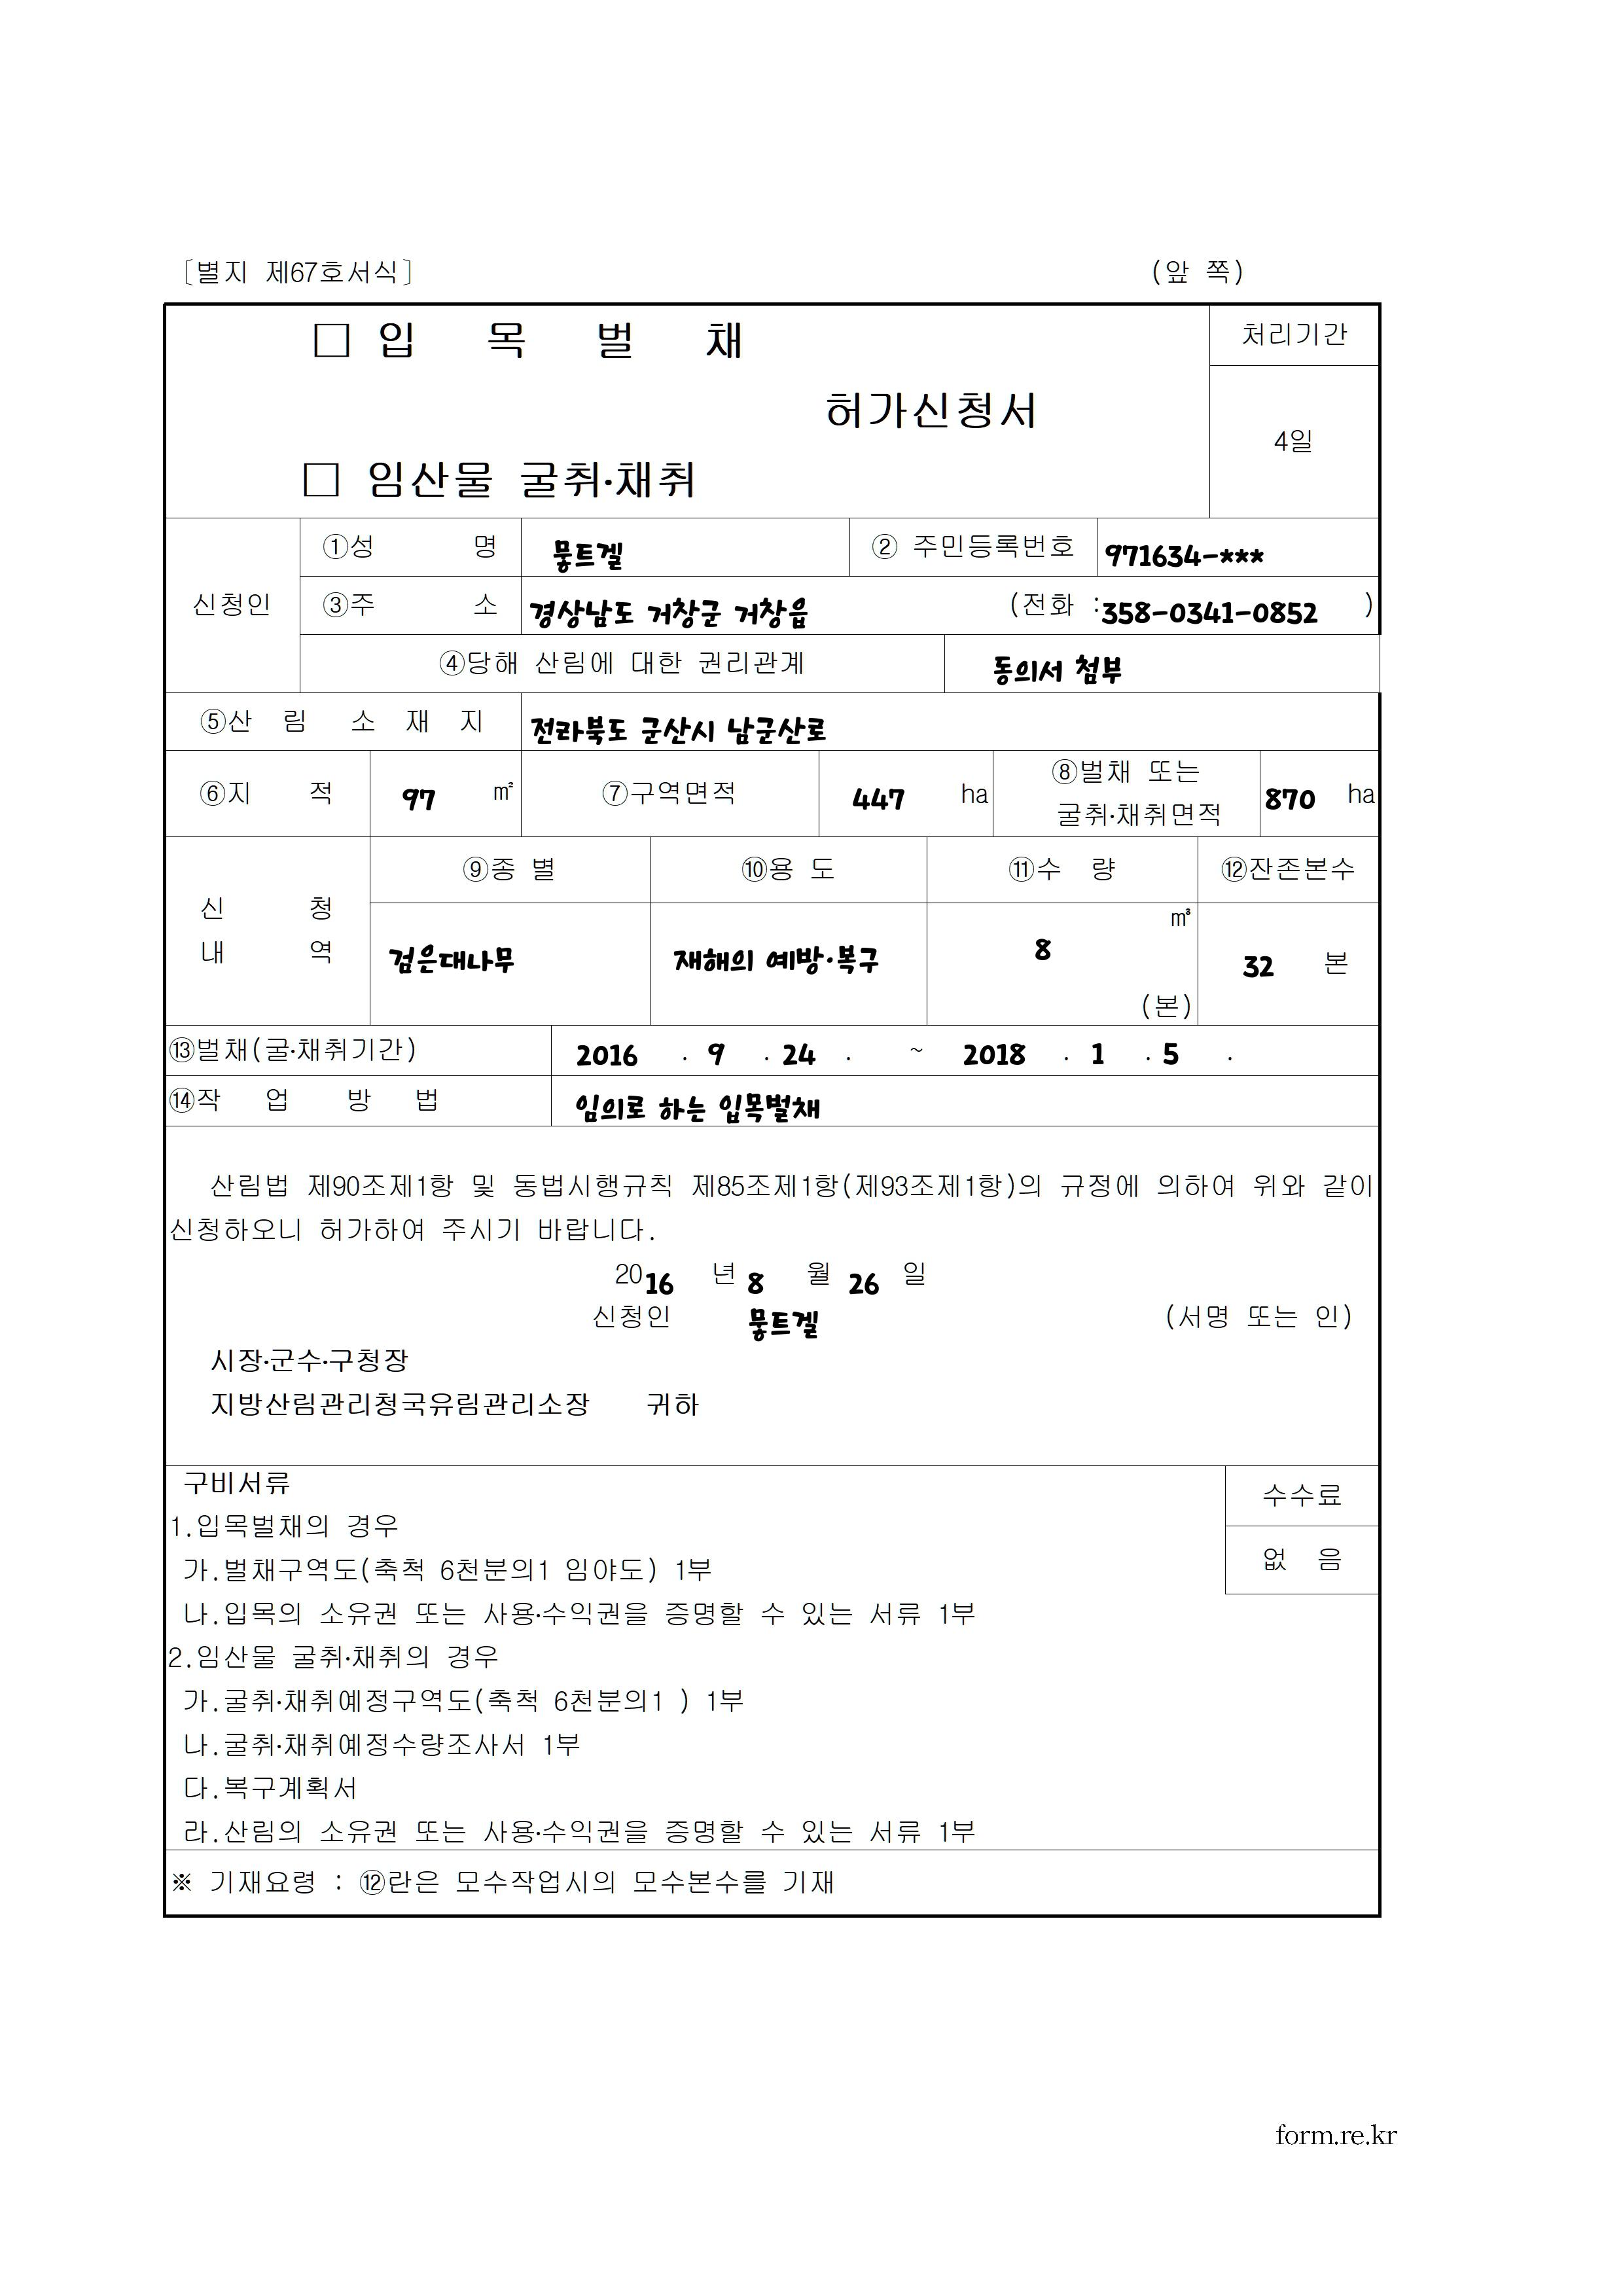 [별지 제67호서식] (앞 쪽)
□ 입 목 벌 채
처리기간
허가신청서
4일
□ 임산물 굴취·채취
신청인
①성 명 뭉트겔 ② 주민등록번호 971634-***
③주 소 경상남도 거창군 거창읍 (전화 :358-0341-0852 )
④당해 산림에 대한 권리관계 동의서 첨부
⑤산 림 소 재 지 전라북도 군산시 남군산로
⑥지 적 97 ㎡ ⑦구역면적 447 ha ⑧벌채 또는 굴취·채취면적 870 ha
신 청
내 역
⑨종 별 ⑩용 도 ⑪수 량 ⑫잔존본수
검은대나무 재해의 예방·복구 8 ㎥ (본) 32 본
⑬벌채(굴·채취기간) 2016 . 9 . 24 . ~ 2018 . 1 . 5 .
⑭작 업 방 법 임의로 하는 입목벌채
산림법 제90조제1항 및 동법시행규칙 제85조제1항(제93조제1항)의 규정에 의하여 위와 같이
신청하오니 허가하여 주시기 바랍니다.
2016 년 8 월 26 일
신청인 뭉트겔 (서명 또는 인)
시장·군수·구청장
지방산림관리청국유림관리소장 귀하
구비서류
수수료
1.입목벌채의 경우
없 음
가.벌채구역도(축척 6천분의1 임야도) 1부
나.입목의 소유권 또는 사용·수익권을 증명할 수 있는 서류 1부
2.임산물 굴취·채취의 경우
가.굴취·채취예정구역도(축척 6천분의1 ) 1부
나.굴취·채취예정수량조사서 1부
다.복구계획서
라.산림의 소유권 또는 사용·수익권을 증명할 수 있는 서류 1부
※ 기재요령 : ⑫란은 모수작업시의 모수본수를 기재
form.re.kr